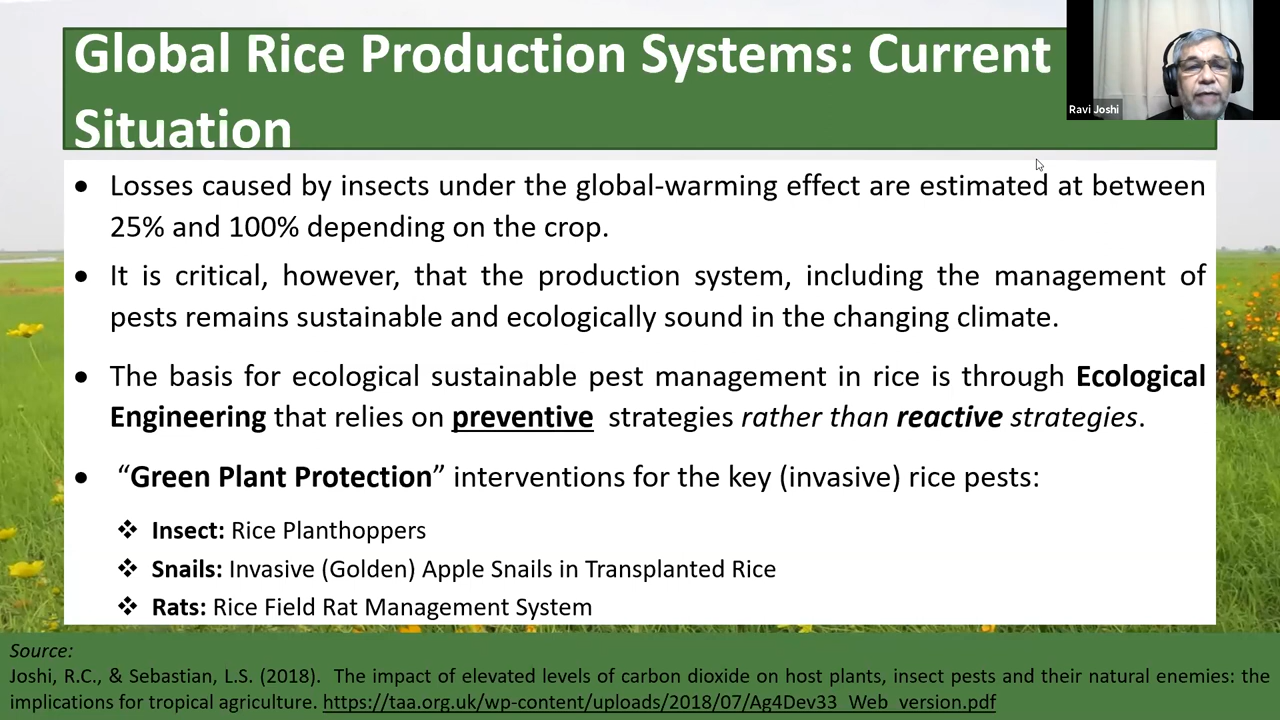 Global Rice Production Systems: Current
Situation
Ravi Joshi
• Losses caused by insects under the global-warming effect are estimated at between
25% and 100% depending on the crop.
• It is critical, however, that the production system, including the management of
pests remains sustainable and ecologically sound in the changing climate.
• The basis for ecological sustainable pest management in rice is through Ecological
Engineering that relies on preventive strategies rather than reactive strategies.
• “Green Plant Protection” interventions for the key (invasive) rice pests:
❖ Insect: Rice Planthoppers
❖ Snails: Invasive (Golden) Apple Snails in Transplanted Rice
❖ Rats: Rice Field Rat Management System
Source:
Joshi, R.C., & Sebastian, L.S. (2018). The impact of elevated levels of carbon dioxide on host plants, insect pests and their natural enemies: the
implications for tropical agriculture. https://taa.org.uk/wp-content/uploads/2018/07/Ag4Dev33_Web_version.pdf